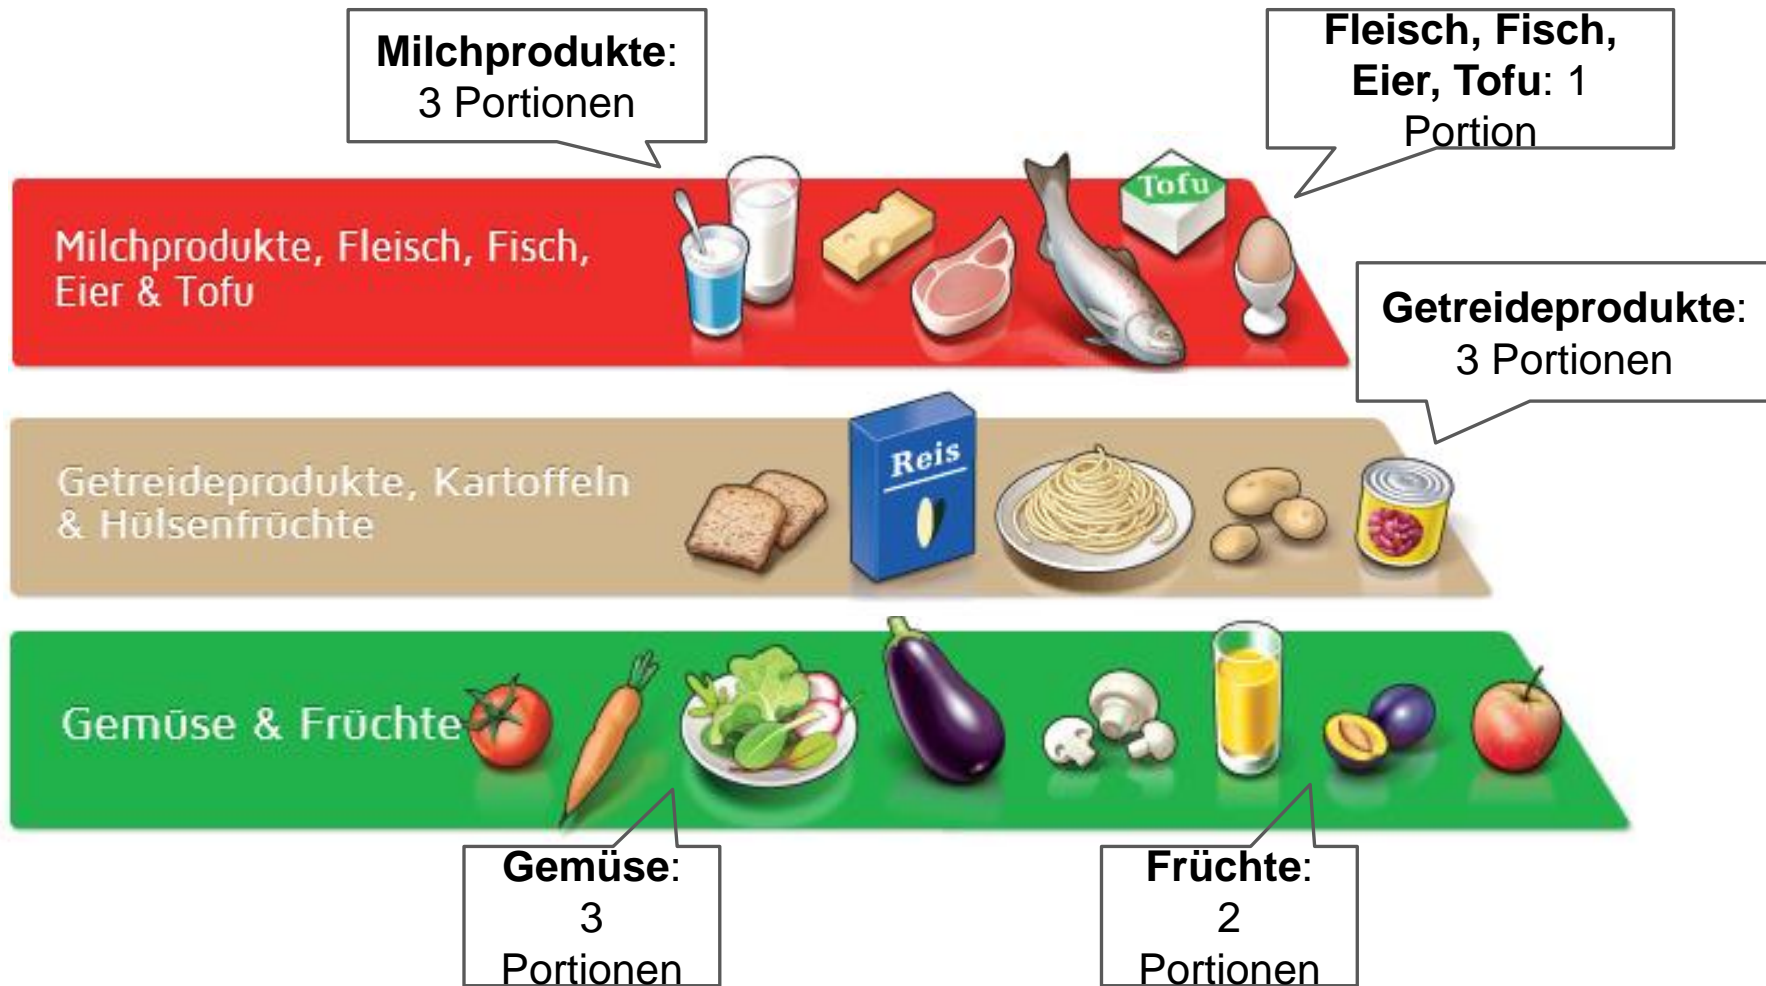 Milchprodukte:
3 Portionen
Fleisch, Fisch,
Eier, Tofu: 1
Portion
Tofu
Milchprodukte, Fleisch, Fisch,
Eier & Tofu
Getreideprodukte:
3 Portionen
Reis
Getreideprodukte, Kartoffeln
& Hülsenfrüchte
Gemüse & Früchte
Gemüse:
3
Portionen
Früchte:
2
Portionen